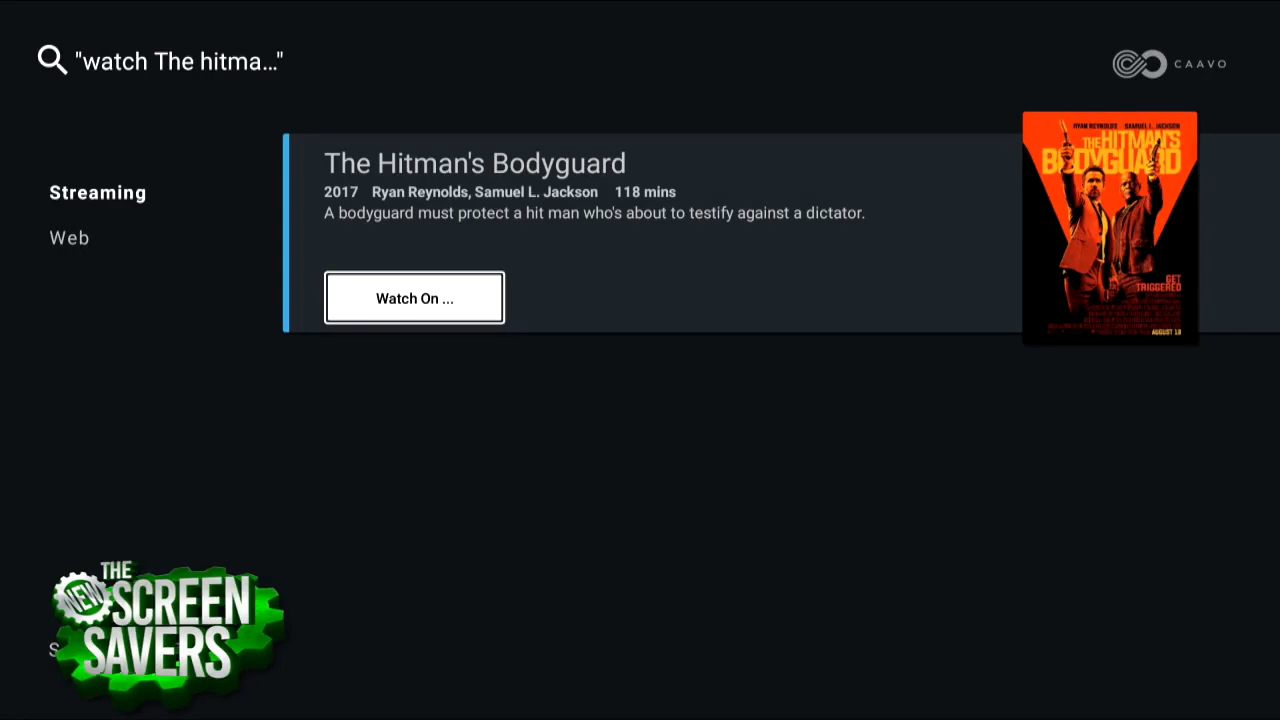 "watch The hitma..."
CAAVO
Streaming
Web
The Hitman's Bodyguard
2017 Ryan Reynolds, Samuel L. Jackson 118 mins
A bodyguard must protect a hit man who's about to testify against a dictator.
Watch On ...
RYAN REYNOLDS SAMUEL L. JACKSON
THE HITMAN'S
BODYGUARD
GET
TRIGGERED
AUGUST 18
THE
NEW
SCREEN
SAVERS